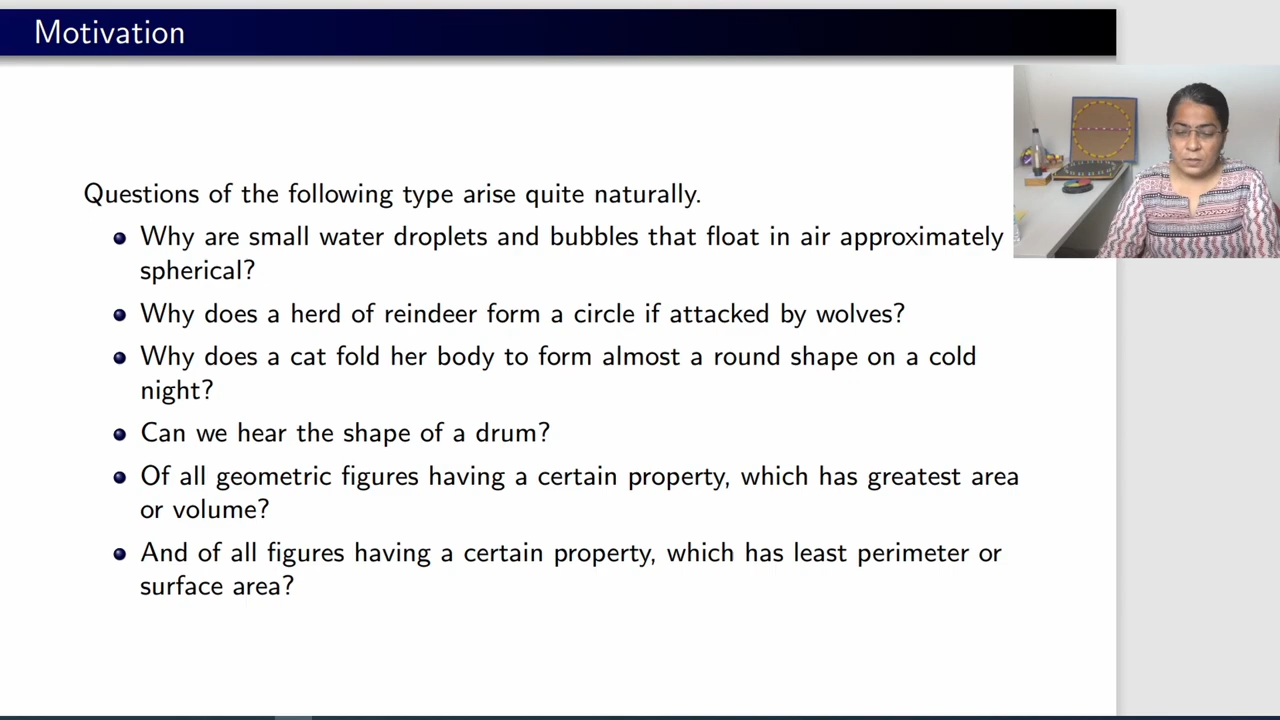 Motivation
Questions of the following type arise quite naturally.
Why are small water droplets and bubbles that float in air approximately
spherical?
Why does a herd of reindeer form a circle if attacked by wolves?
Why does a cat fold her body to form almost a round shape on a cold
night?
Can we hear the shape of a drum?
Of all geometric figures having a certain property, which has greatest area
or volume?
And of all figures having a certain property, which has least perimeter or
surface area?